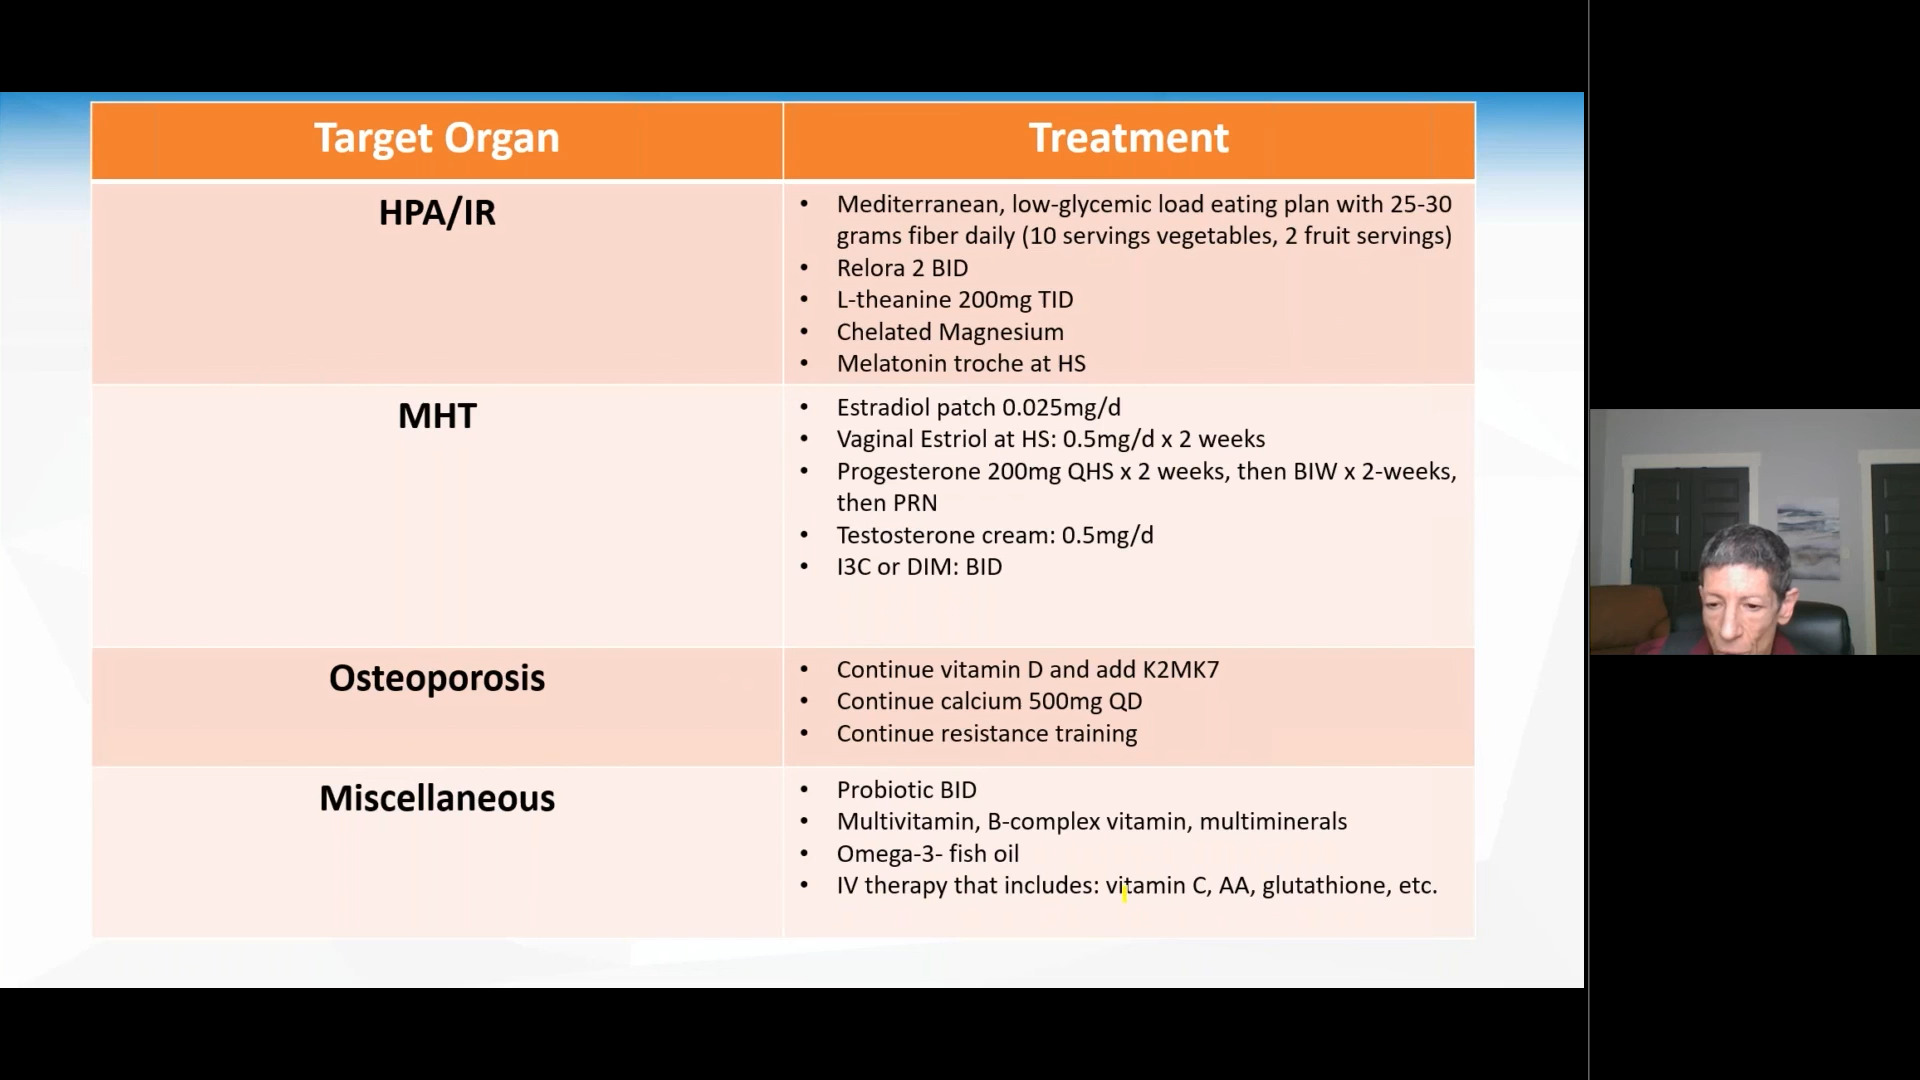 Target Organ
Treatment
HPA/IR
• Mediterranean, low-glycemic load eating plan with 25-30
grams fiber daily (10 servings vegetables, 2 fruit servings)
• Relora 2 BID
• L-theanine 200mg TID
• Chelated Magnesium
• Melatonin troche at HS
MHT
• Estradiol patch 0.025mg/d
• Vaginal Estriol at HS: 0.5mg/d x 2 weeks
• Progesterone 200mg QHS x 2 weeks, then BIW x 2-weeks,
then PRN
• Testosterone cream: 0.5mg/d
• I3C or DIM: BID
Osteoporosis
• Continue vitamin D and add K2MK7
• Continue calcium 500mg QD
• Continue resistance training
Miscellaneous
• Probiotic BID
• Multivitamin, B-complex vitamin, multiminerals
• Omega-3- fish oil
• IV therapy that includes: vitamin C, AA, glutathione, etc.